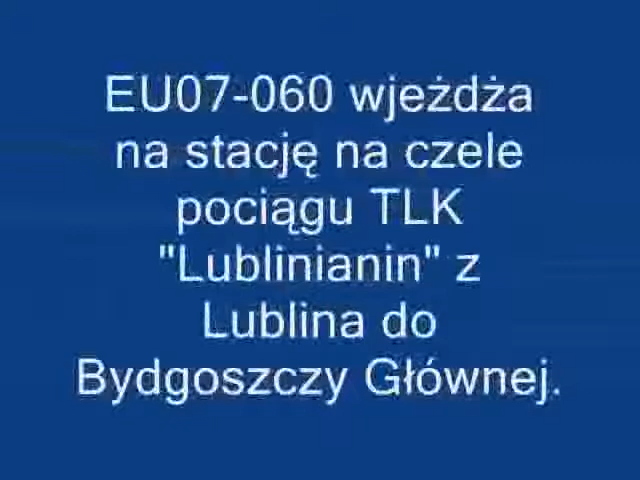 EU07-060 wjeżdża
na stację na czele
pociągu TLK
"Lublinianin" z
Lublina do
Bydgoszczy Głównej.